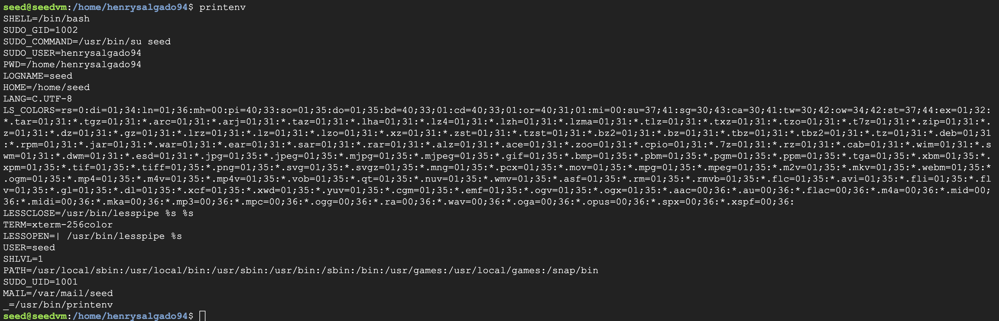 seed@seedvm:/home/henrysalgado94$ printenv
SHELL=/bin/bash
SUDO_GID=1002
SUDO_COMMAND=/usr/bin/su seed
SUDO_USER=henrysalgado94
PWD=/home/henrysalgado94
LOGNAME=seed
HOME=/home/seed
LANG=C.UTF-8
LS_COLORS=rs=0:di=01;34:ln=01;36:mh=00:pi=40;33:so=01;35:do=01;35:bd=40;33;01:cd=40;33;01:or=40;31;01:mi=00:su=37;41:sg=30;43:ca=30;41:tw=30;42:ow=34;42:st=37;44:ex=01;32:
*.tar=01;31:*.tgz=01;31:*.arc=01;31:*.arj=01;31:*.taz=01;31:*.lha=01;31:*.lz4=01;31:*.lzh=01;31:*.lzma=01;31:*.tlz=01;31:*.txz=01;31:*.tzo=01;31:*.t7z=01;31:*.zip=01;31:*.
z=01;31:*.dz=01;31:*.gz=01;31:*.lrz=01;31:*.lz=01;31:*.lzo=01;31:*.xz=01;31:*.zst=01;31:*.tzst=01;31:*.bz2=01;31:*.bz=01;31:*.tbz=01;31:*.tbz2=01;31:*.tz=01;31:*.deb=01;31
:*.rpm=01;31:*.jar=01;31:*.war=01;31:*.ear=01;31:*.sar=01;31:*.rar=01;31:*.alz=01;31:*.ace=01;31:*.zoo=01;31:*.cpio=01;31:*.7z=01;31:*.rz=01;31:*.cab=01;31:*.wim=01;31:*.s
wm=01;31:*.dwm=01;31:*.esd=01;31:*.jpg=01;35:*.jpeg=01;35:*.mjpg=01;35:*.mjpeg=01;35:*.gif=01;35:*.bmp=01;35:*.pbm=01;35:*.pgm=01;35:*.ppm=01;35:*.tga=01;35:*.xbm=01;35:*.
xpm=01;35:*.tif=01;35:*.tiff=01;35:*.png=01;35:*.svg=01;35:*.svgz=01;35:*.mng=01;35:*.pcx=01;35:*.mov=01;35:*.mpg=01;35:*.mpeg=01;35:*.m2v=01;35:*.mkv=01;35:*.webm=01;35:*
.ogm=01;35:*.mp4=01;35:*.m4v=01;35:*.mp4v=01;35:*.vob=01;35:*.qt=01;35:*.nuv=01;35:*.wmv=01;35:*.asf=01;35:*.rm=01;35:*.rmvb=01;35:*.flc=01;35:*.avi=01;35:*.fli=01;35:*.fl
v=01;35:*.gl=01;35:*.dl=01;35:*.xcf=01;35:*.xwd=01;35:*.yuv=01;35:*.cgm=01;35:*.emf=01;35:*.ogv=01;35:*.ogx=01;35:*.aac=00;36:*.au=00;36:*.flac=00;36:*.m4a=00;36:*.mid=00;
36:*.midi=00;36:*.mka=00;36:*.mp3=00;36:*.mpc=00;36:*.ogg=00;36:*.ra=00;36:*.wav=00;36:*.oga=00;36:*.opus=00;36:*.spx=00;36:*.xspf=00;36:
LESSCLOSE=/usr/bin/lesspipe %s %s
TERM=xterm-256color
LESSOPEN=| /usr/bin/lesspipe %s
USER=seed
SHLVL=1
PATH=/usr/local/sbin:/usr/local/bin:/usr/sbin:/usr/bin:/sbin:/bin:/usr/games:/usr/local/games:/snap/bin
SUDO_UID=1001
MAIL=/var/mail/seed
_=/usr/bin/printenv
seed@seedvm:/home/henrysalgado94$